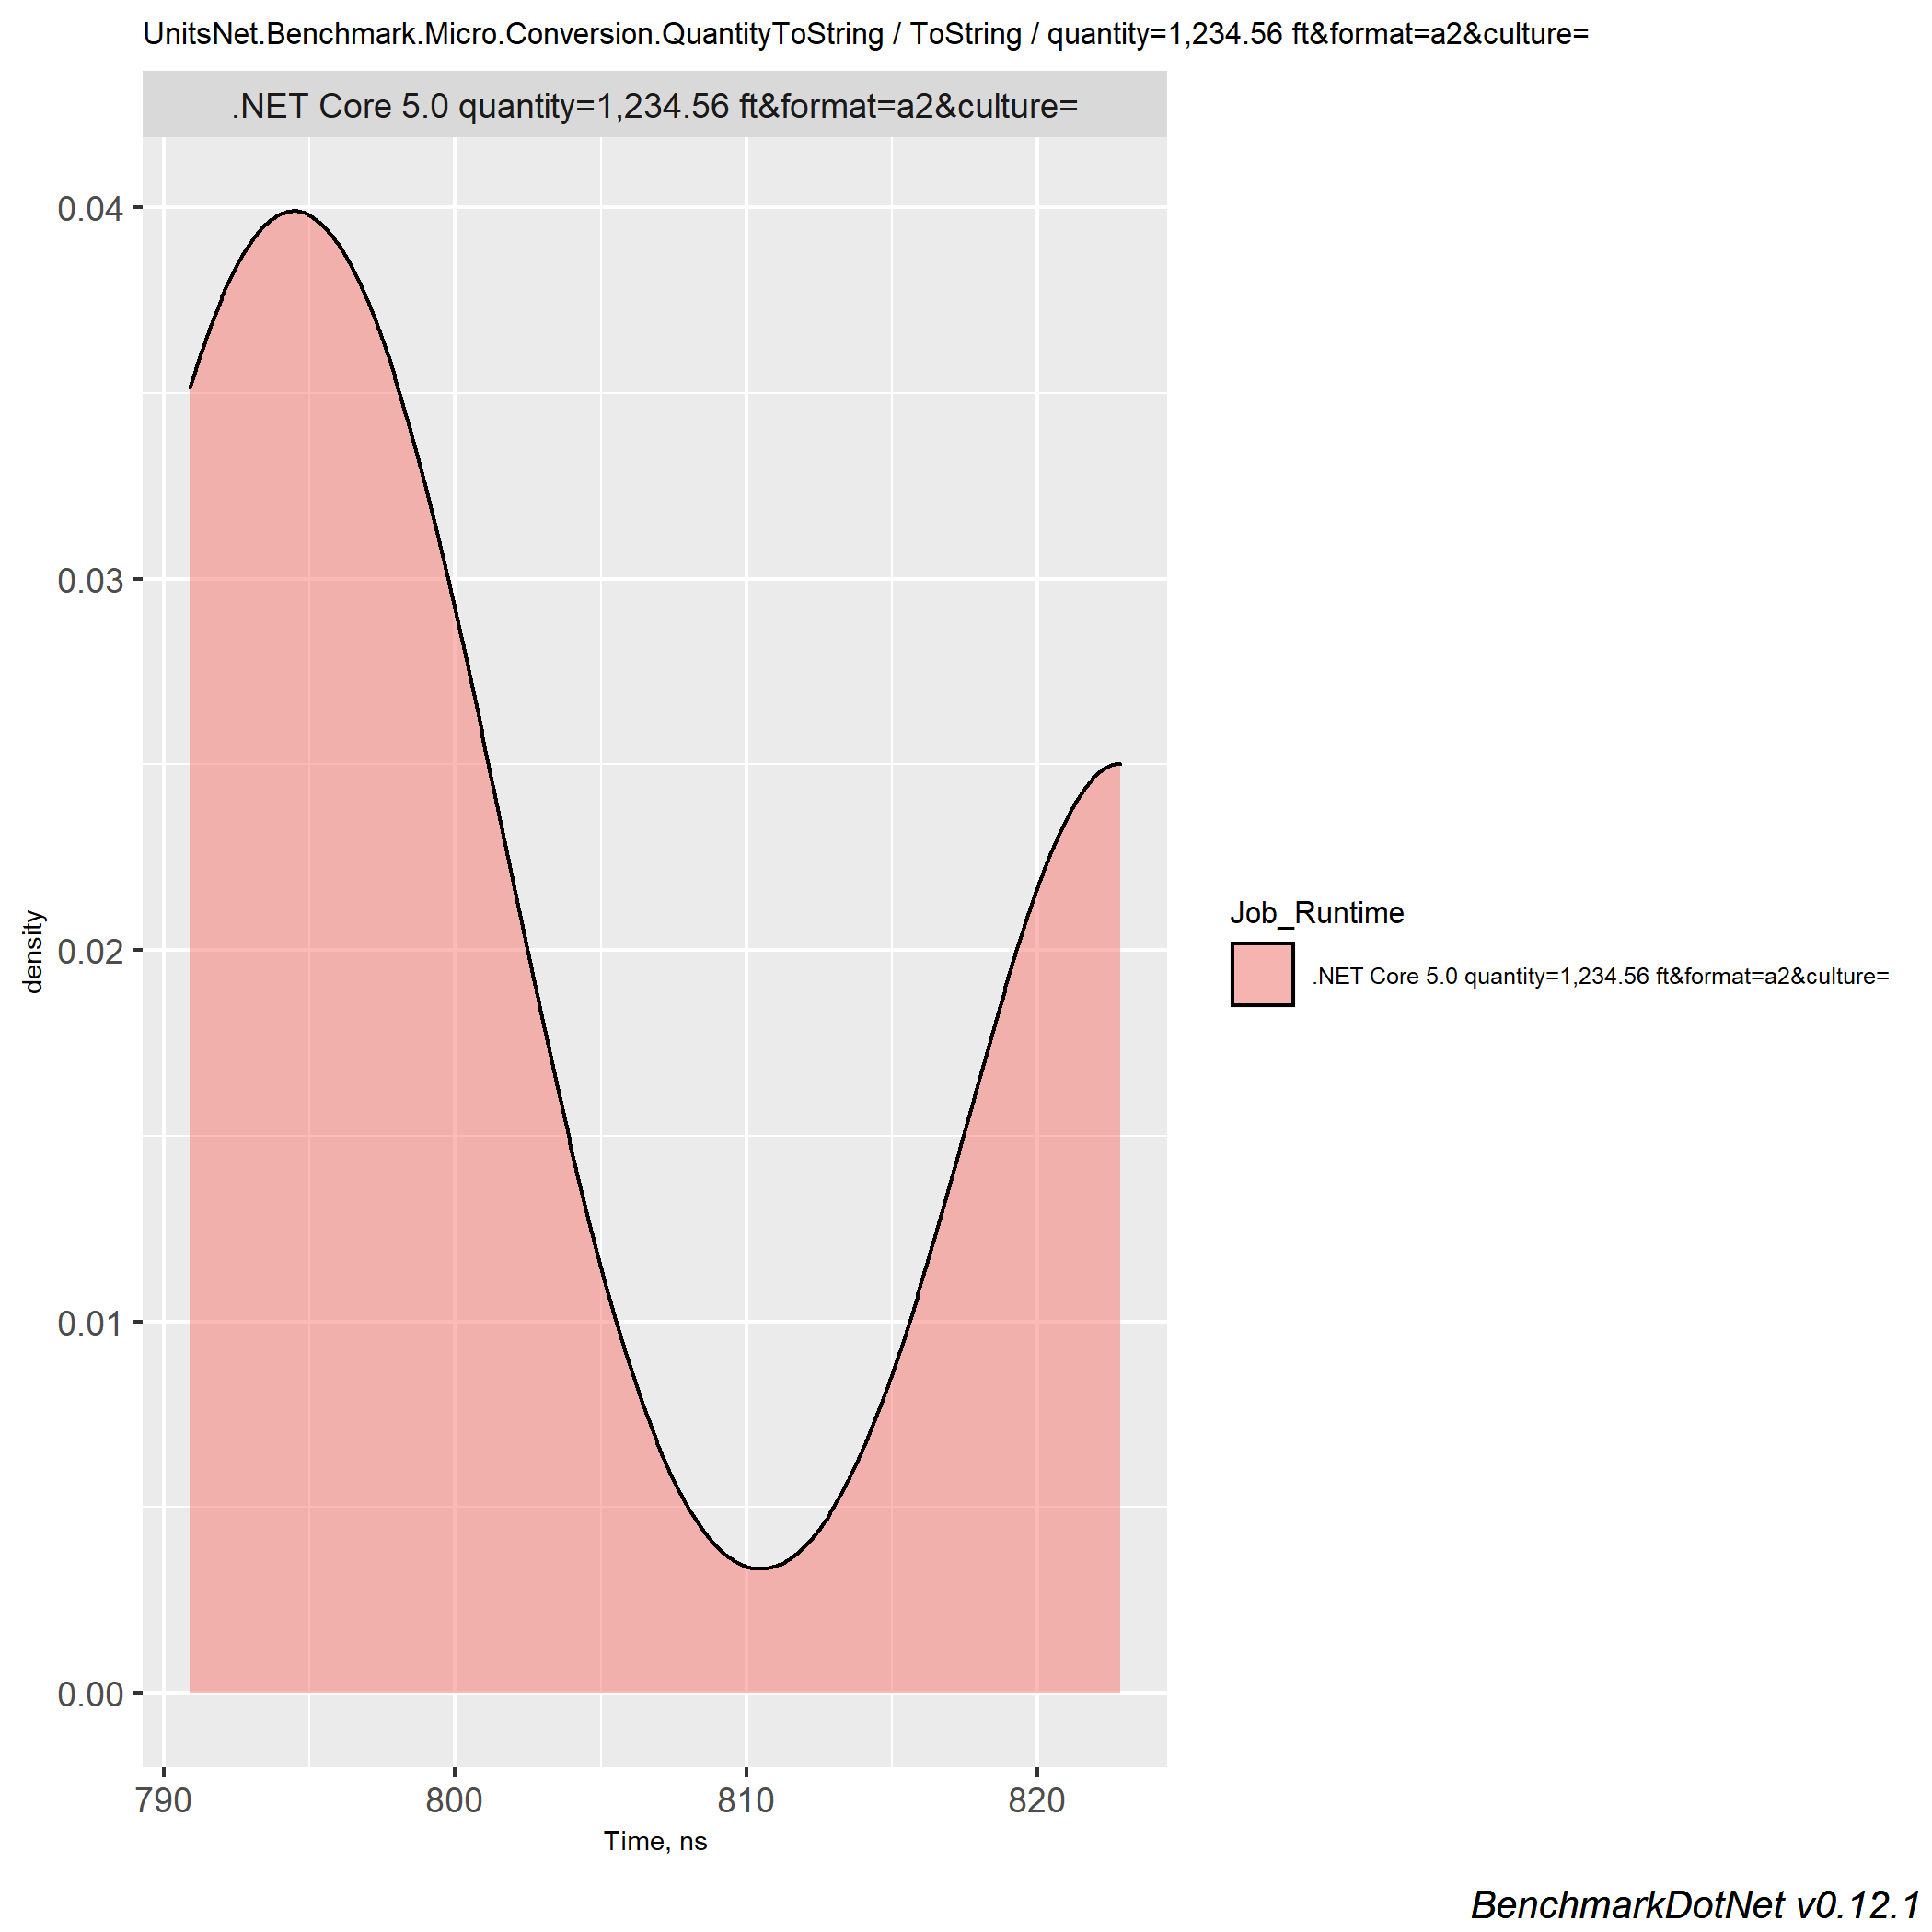 UnitsNet.Benchmark.Micro.Conversion.QuantityToString / ToString / quantity=1,234.56 ft&format=a2&culture=
.NET Core 5.0 quantity=1,234.56 ft&format=a2&culture=
0.04
0.03
0.02
0.01
0.00
density
790 800 810 820
Time, ns
Job_Runtime
.NET Core 5.0 quantity=1,234.56 ft&format=a2&culture=
BenchmarkDotNet v0.12.1